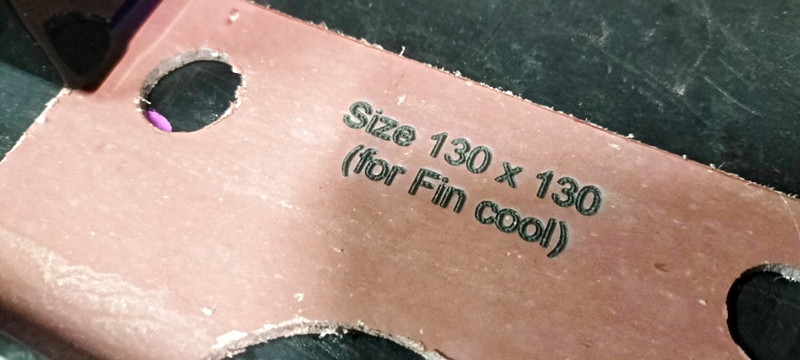 Size 130 x 130
(for Fin cool)